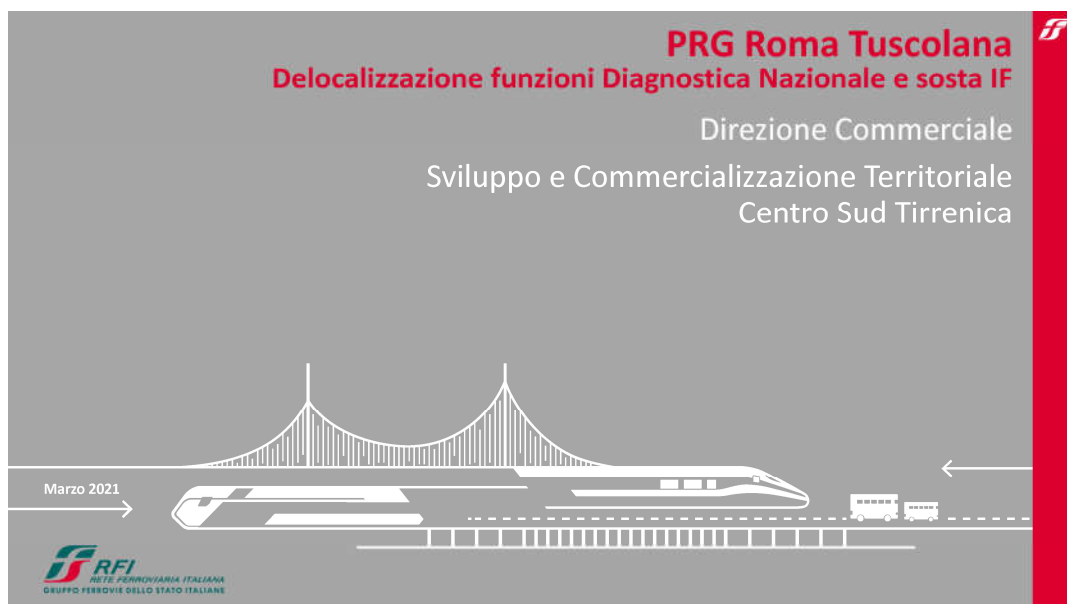 PRG Roma Tuscolana
Delocalizzazione funzioni Diagnostica Nazionale e sosta IF
Direzione Commerciale
Sviluppo e Commercializzazione Territoriale
Centro Sud Tirrenica
Marzo 2021
RFI
RETE FERROVIARIA ITALIANA
GRUPPO FERROVIE DELLO STATO ITALIANE